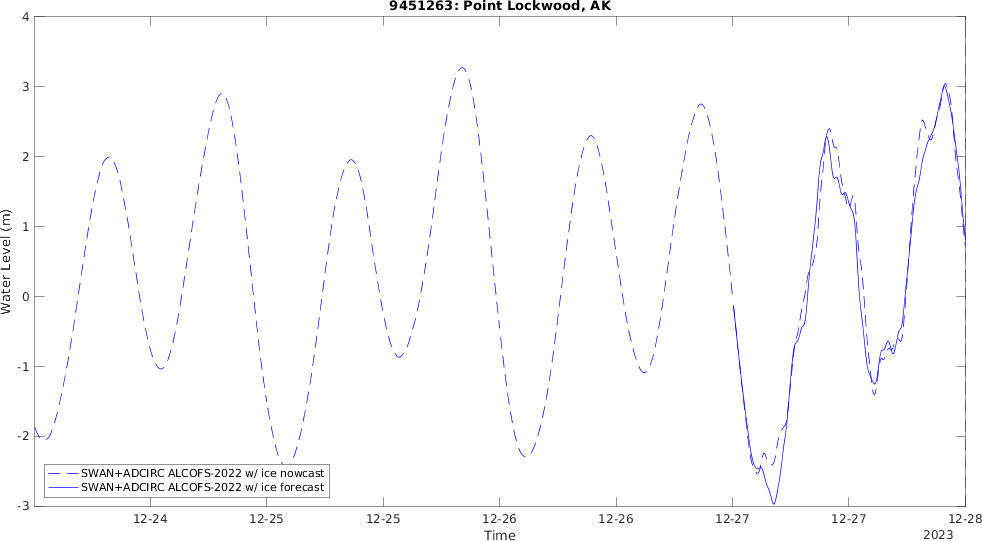 9451263: Point Lockwood, AK
4
3
2
1
0
-1
-2
-3
Water Level (m)
SWAN+ADCIRC ALCOFS-2022 w/ ice nowcast
SWAN+ADCIRC ALCOFS-2022 w/ ice forecast
12-24 12-25 12-25 12-26 12-26 12-27 12-27 12-28
Time
2023